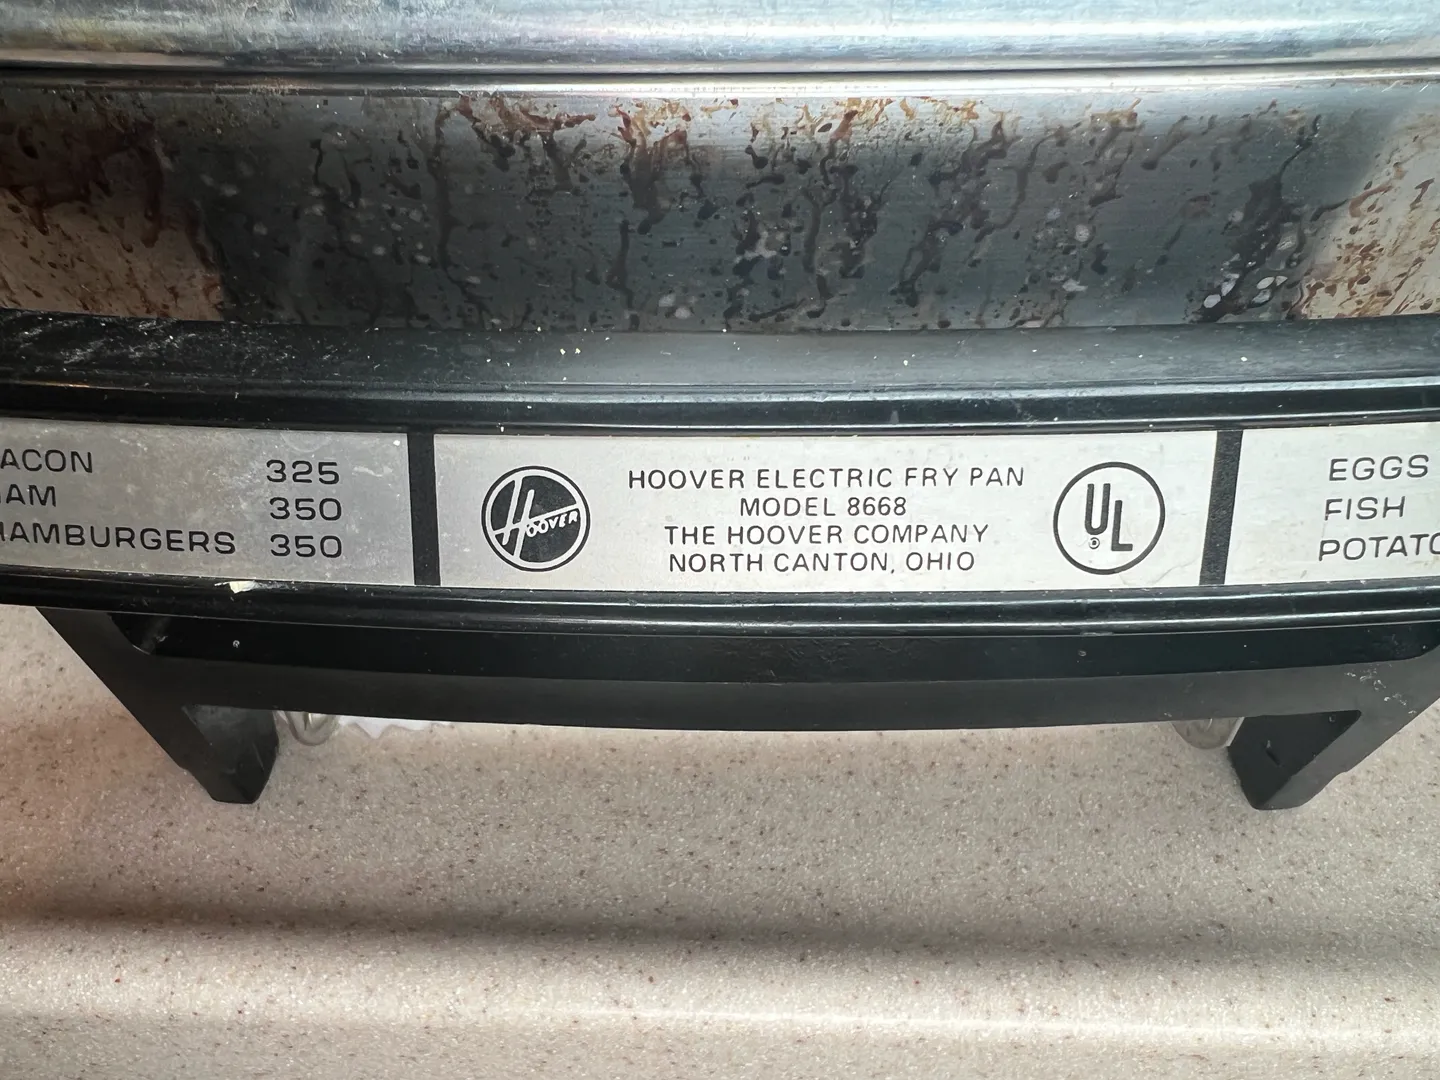 ACON 325
AM 350
HAMBURGERS 350
HOOVER
HOOVER ELECTRIC FRY PAN
MODEL 8668
THE HOOVER COMPANY
NORTH CANTON, OHIO
UL
EGGS
FISH
POTATO